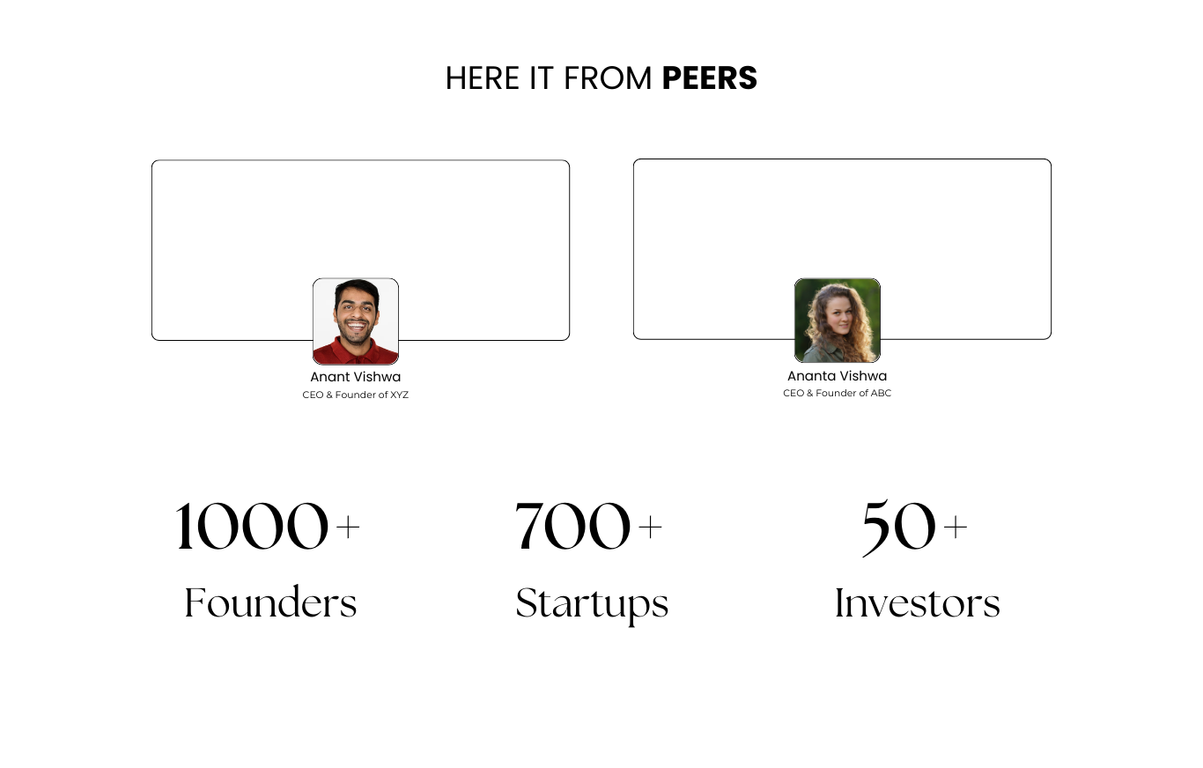 HERE IT FROM PEERS
Anant Vishwa
CEO & Founder of XYZ
Ananta Vishwa
CEO & Founder of ABC
1000+
Founders
700+
Startups
50+
Investors